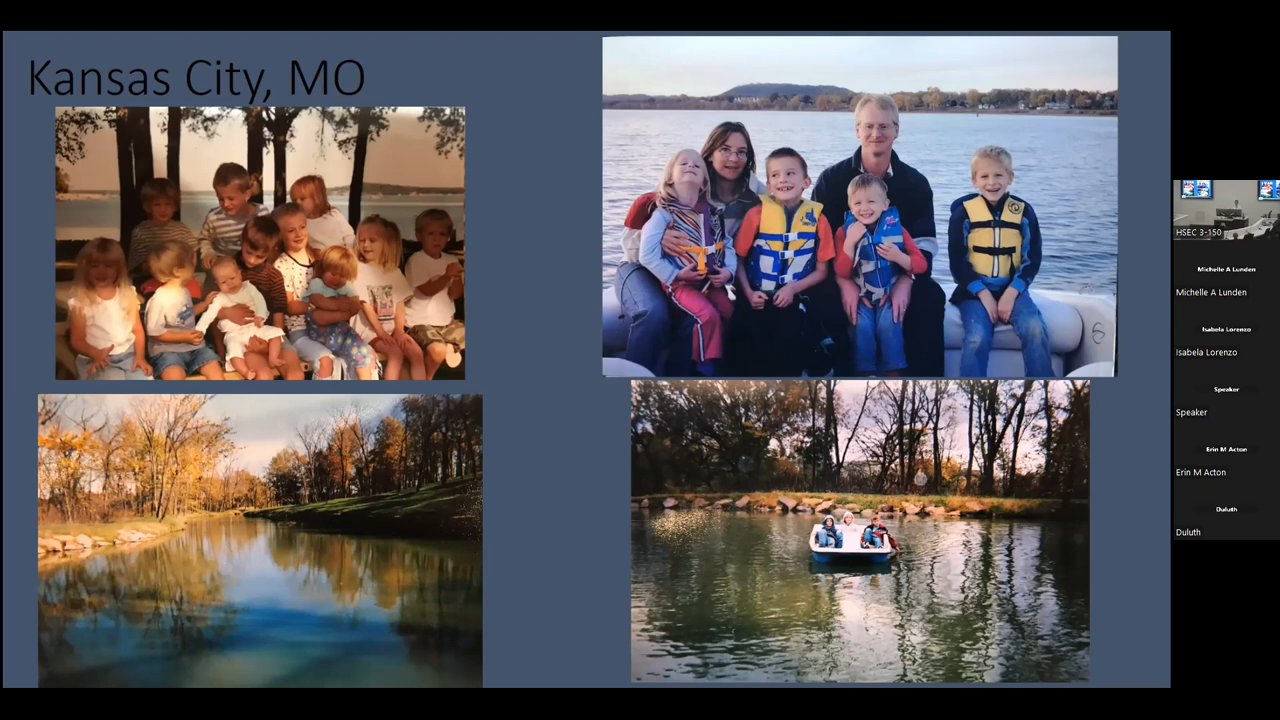 Kansas City, MO
HSEC 3-150
Michelle A Lunden
Michelle A Lunden
Isabela Lorenzo
Isabela Lorenzo
Speaker
Speaker
Erin M Acton
Erin M Acton
Duluth
Duluth